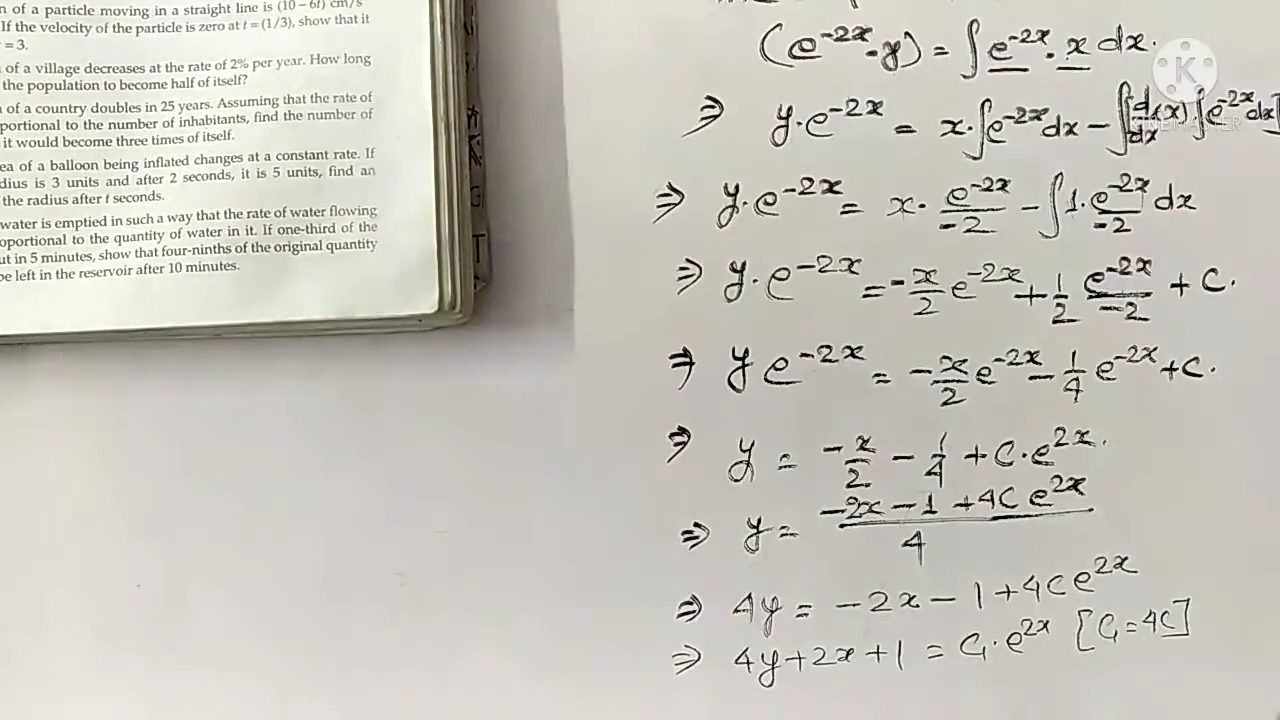 n of a particle moving in a straight line is (10 – 6t) cm/s
If the velocity of the particle is zero at t = (1/3), show that it
= 3.
of a village decreases at the rate of 2% per year. How long
the population to become half of itself?
n of a country doubles in 25 years. Assuming that the rate of
portional to the number of inhabitants, find the number of
it would become three times of itself.
ea of a balloon being inflated changes at a constant rate. If
dius is 3 units and after 2 seconds, it is 5 units, find an
the radius after t seconds.
water is emptied in such a way that the rate of water flowing
oportional to the quantity of water in it. If one-third of the
ut in 5 minutes, show that four-ninths of the original quantity
be left in the reservoir after 10 minutes.
(e^{-2x}·y) = ∫e^{-2x}·x dx.
⇒ y·e^{-2x} = x·∫e^{-2x}dx – ∫[d/dx(x)∫e^{-2x}dx]
⇒ y·e^{-2x} = x·e^{-2x}/-2 – ∫1·e^{-2x}/-2 dx
⇒ y·e^{-2x} = -x/2 e^{-2x} + 1/2 e^{-2x}/-2 + C.
⇒ ye^{-2x} = -x/2 e^{-2x} – 1/4 e^{-2x} + C.
⇒ y = -x/2 – 1/4 + C·e^{2x}.
⇒ y = (-2x – 1 + 4Ce^{2x})/4
⇒ 4y = -2x – 1 + 4Ce^{2x}
⇒ 4y + 2x + 1 = C₁·e^{2x} [C₁ = 4C]
K
KINEMASTER